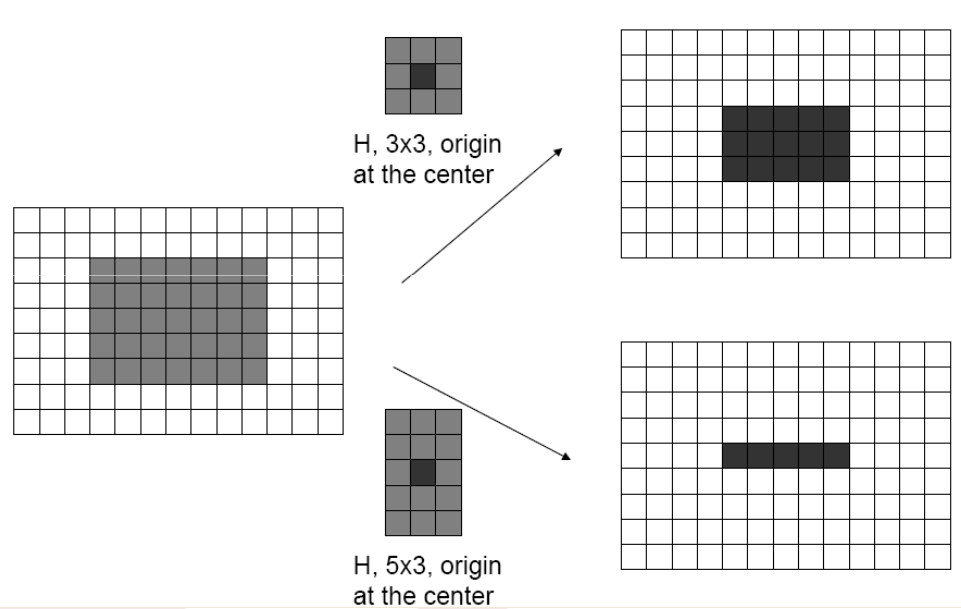 H, 3x3, origin
at the center
H, 5x3, origin
at the center